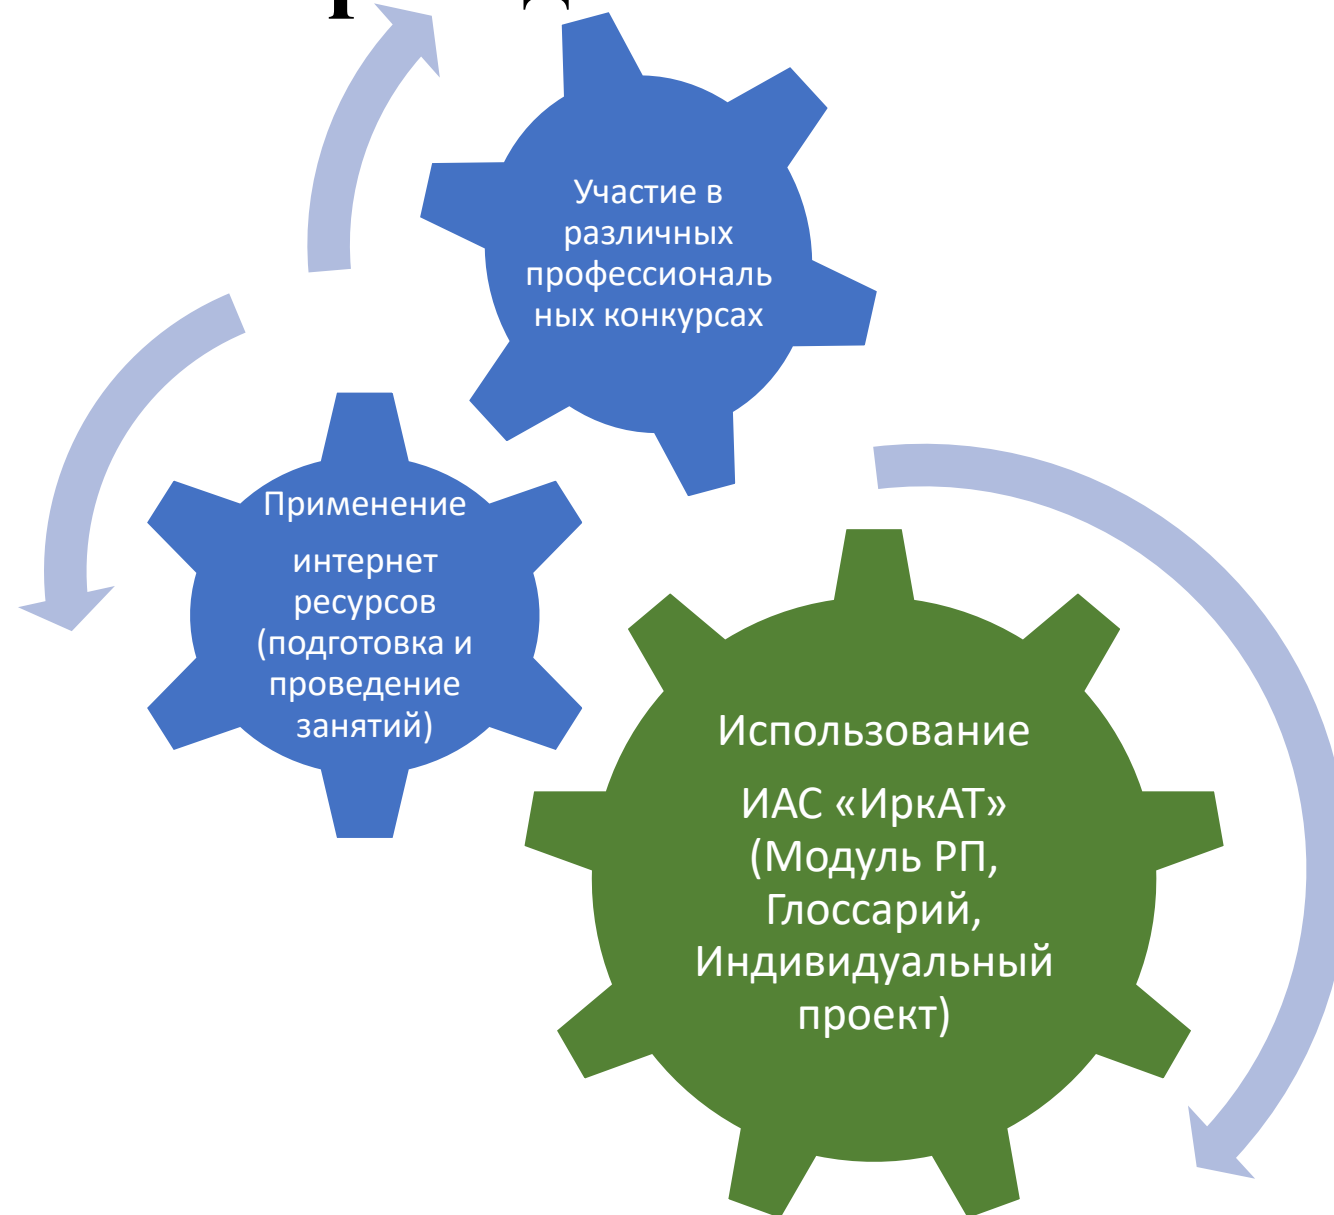 Участие в
различных
профессиональ
ных конкурсах
Применение
интернет
ресурсов
(подготовка и
проведение
занятий)
Использование
ИАС «ИркАТ»
(Модуль РП,
Глоссарий,
Индивидуальный
проект)